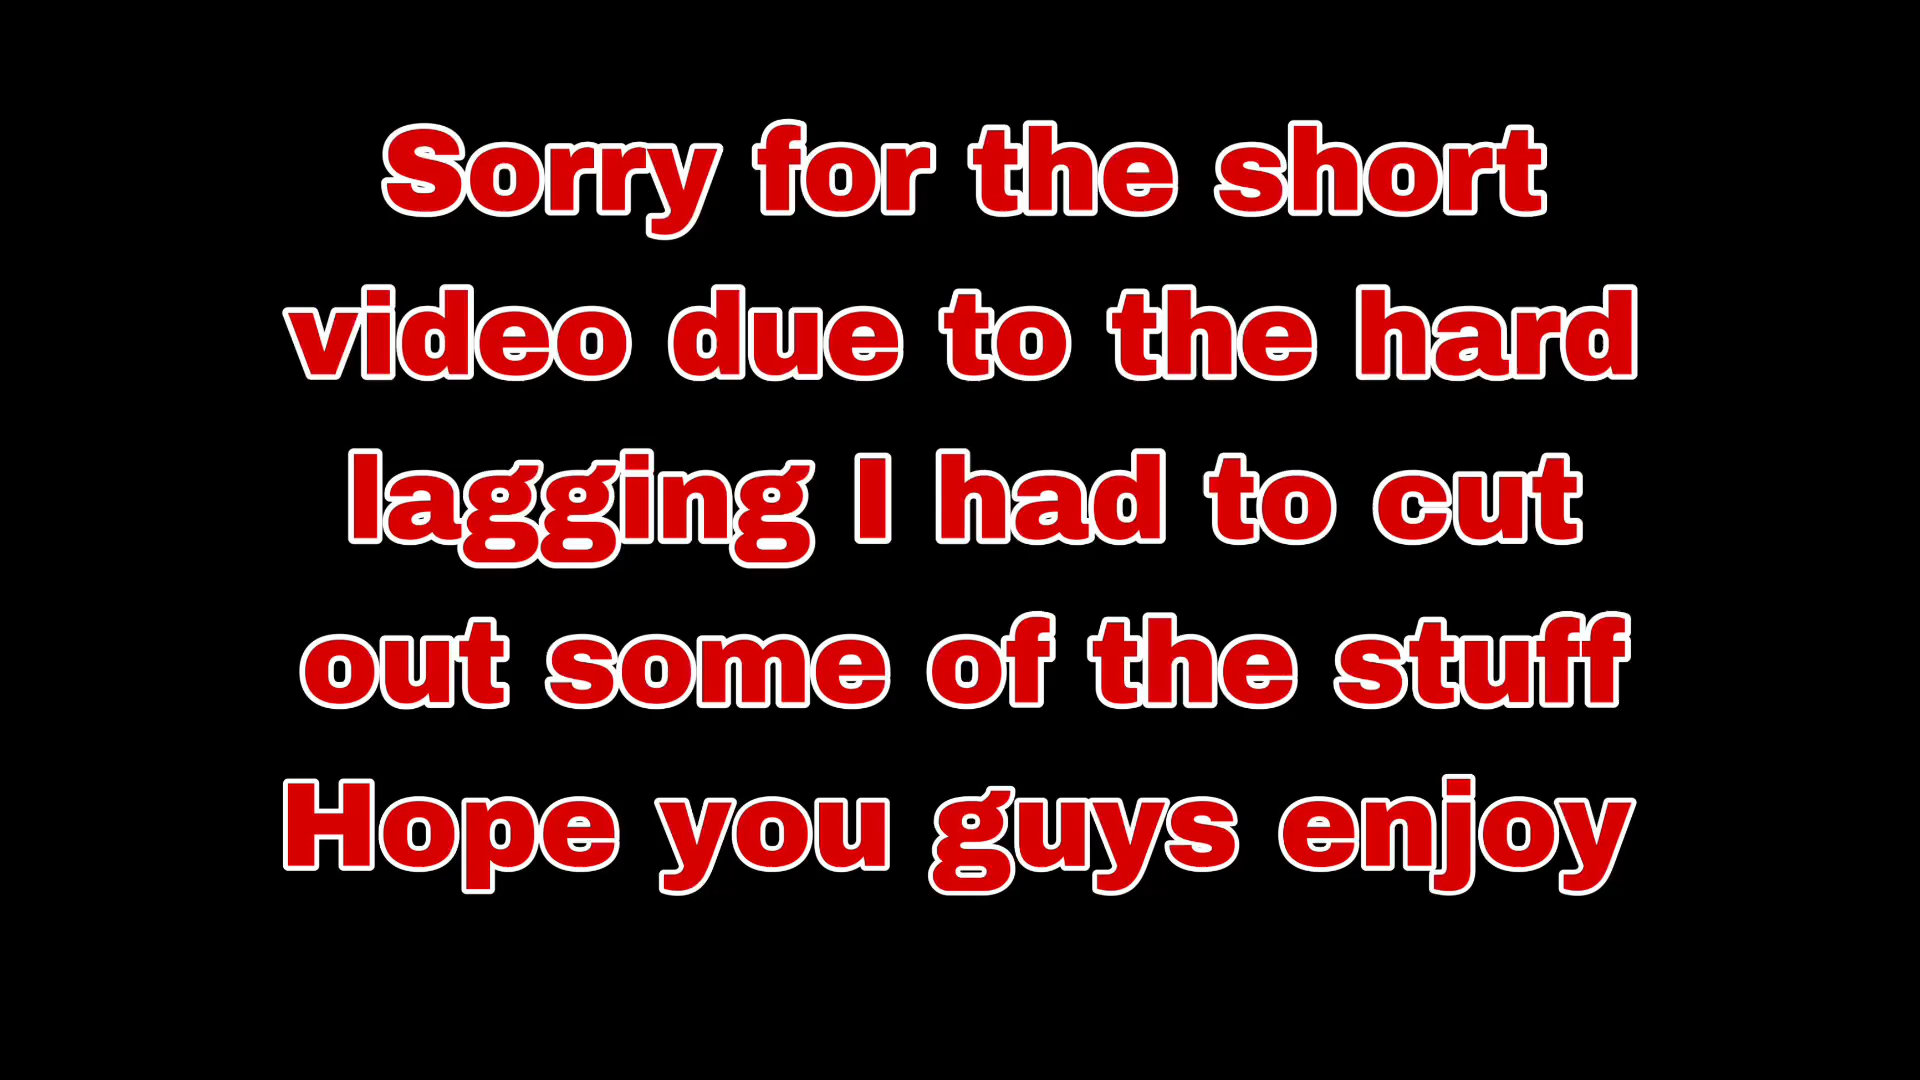 Sorry for the short
video due to the hard
lagging I had to cut
out some of the stuff
Hope you guys enjoy